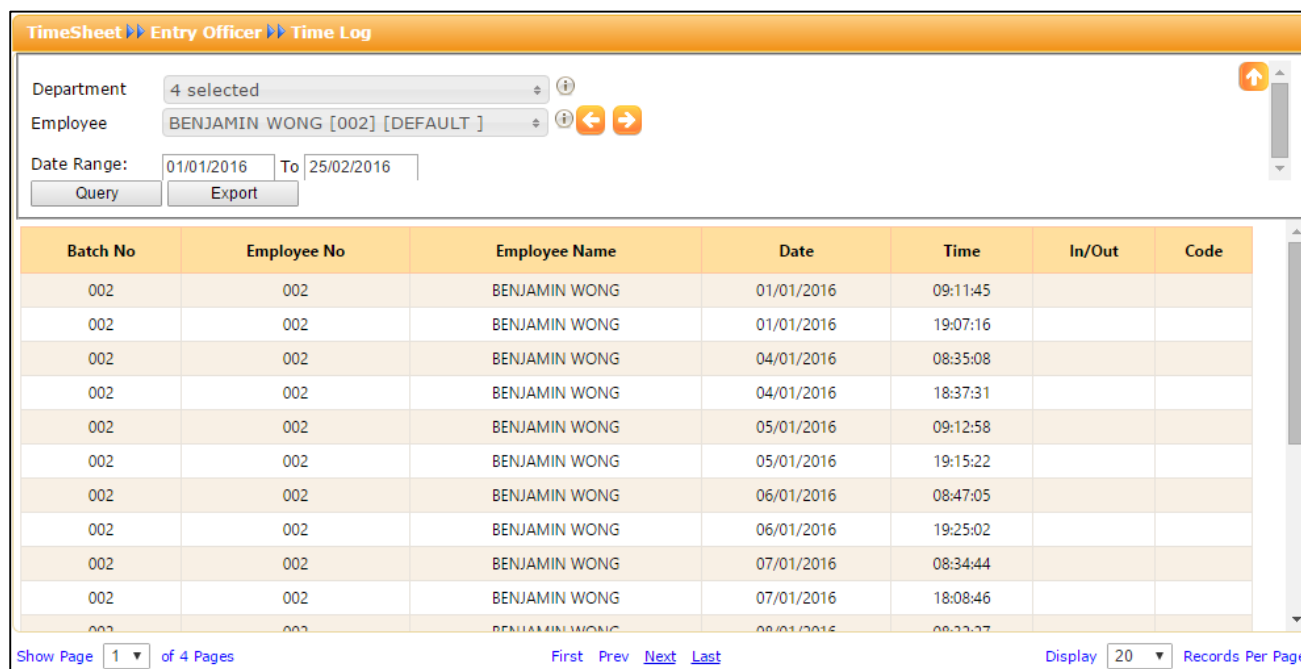 TimeSheet Entry Officer Time Log
Department 4 selected
Employee BENJAMIN WONG [002] [DEFAULT ]
Date Range: 01/01/2016 To 25/02/2016
Query Export
Batch No Employee No Employee Name Date Time In/Out Code
002 002 BENJAMIN WONG 01/01/2016 09:11:45
002 002 BENJAMIN WONG 01/01/2016 19:07:16
002 002 BENJAMIN WONG 04/01/2016 08:35:08
002 002 BENJAMIN WONG 04/01/2016 18:37:31
002 002 BENJAMIN WONG 05/01/2016 09:12:58
002 002 BENJAMIN WONG 05/01/2016 19:15:22
002 002 BENJAMIN WONG 06/01/2016 08:47:05
002 002 BENJAMIN WONG 06/01/2016 19:25:02
002 002 BENJAMIN WONG 07/01/2016 08:34:44
002 002 BENJAMIN WONG 07/01/2016 18:08:46
002 002 BENJAMIN WONG 08/01/2016
Show Page 1 of 4 Pages First Prev Next Last Display 20 Records Per Page